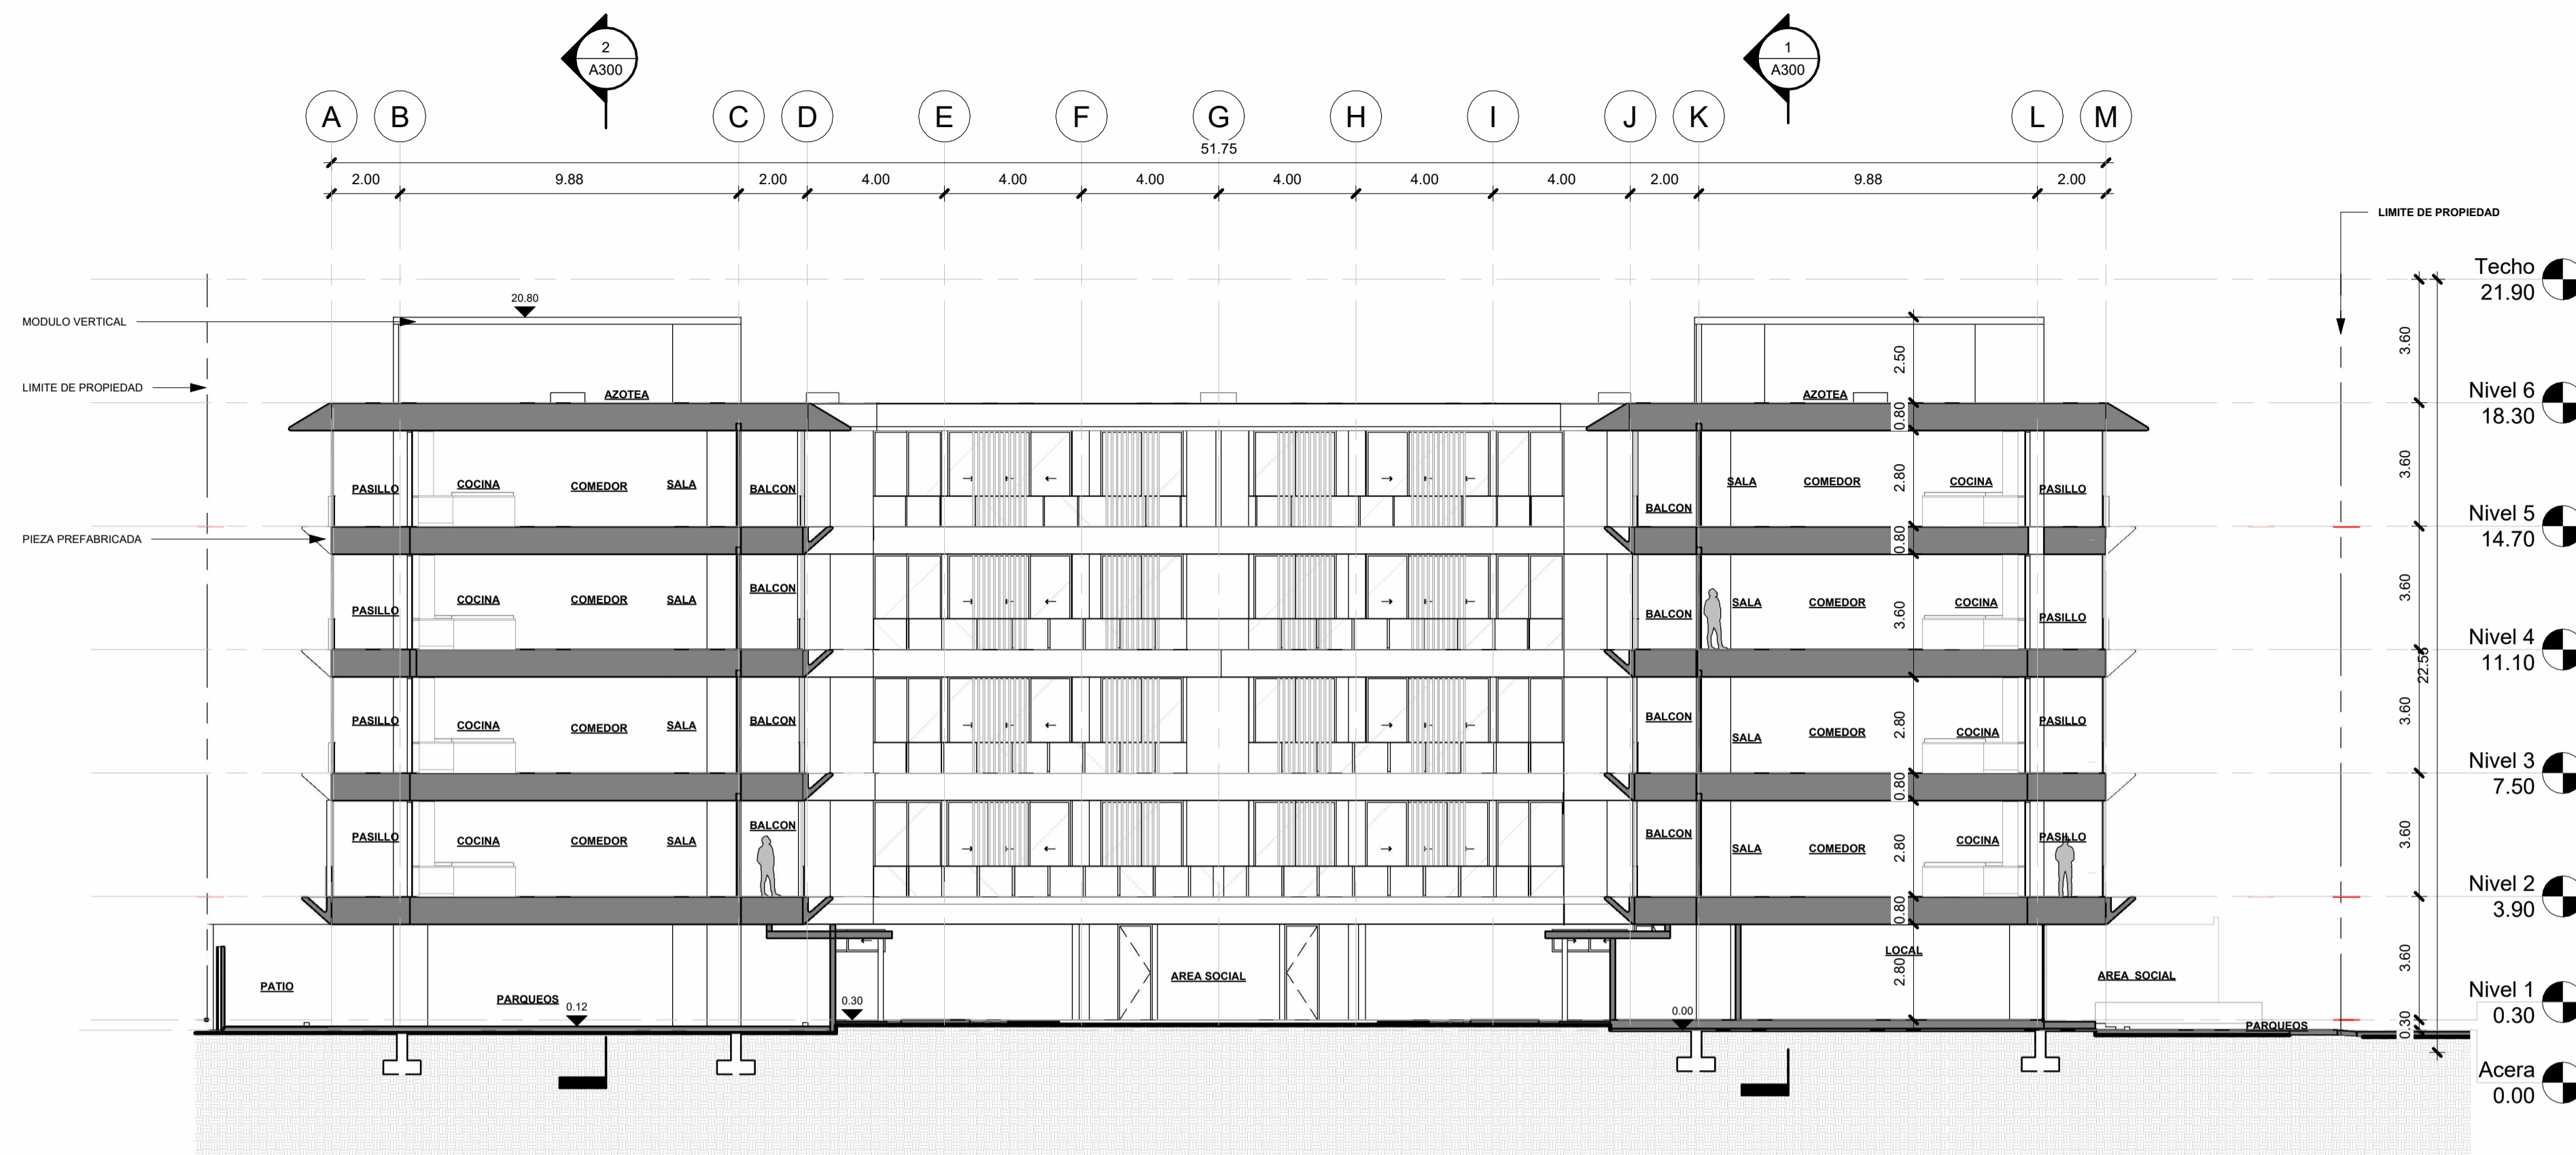 2
A300
1
A300
A B C D E F G H I J K L M
51.75
2.00 9.88 2.00 4.00 4.00 4.00 4.00 4.00 4.00 2.00 9.88 2.00
LIMITE DE PROPIEDAD
Techo
21.90
20.80
MODULO VERTICAL
3.60
2.50
LIMITE DE PROPIEDAD
AZOTEA
AZOTEA
Nivel 6
18.30
0.80
3.60
PASILLO COCINA COMEDOR SALA BALCON
BALCON SALA COMEDOR 2.80 COCINA PASILLO
Nivel 5
14.70
PIEZA PREFABRICADA
0.80
3.60
PASILLO COCINA COMEDOR SALA BALCON
BALCON SALA COMEDOR 3.60 COCINA PASILLO
Nivel 4
11.10
22.55
3.60
PASILLO COCINA COMEDOR SALA BALCON
BALCON SALA COMEDOR 2.80 COCINA PASILLO
Nivel 3
7.50
0.80
3.60
PASILLO COCINA COMEDOR SALA BALCON
BALCON SALA COMEDOR 2.80 COCINA PASILLO
Nivel 2
3.90
0.80
3.60
LOCAL
2.80
AREA SOCIAL
AREA SOCIAL
PATIO
PARQUEOS
0.12
0.30
0.00
Nivel 1
0.30
PARQUEOS
0.30
Acera
0.00